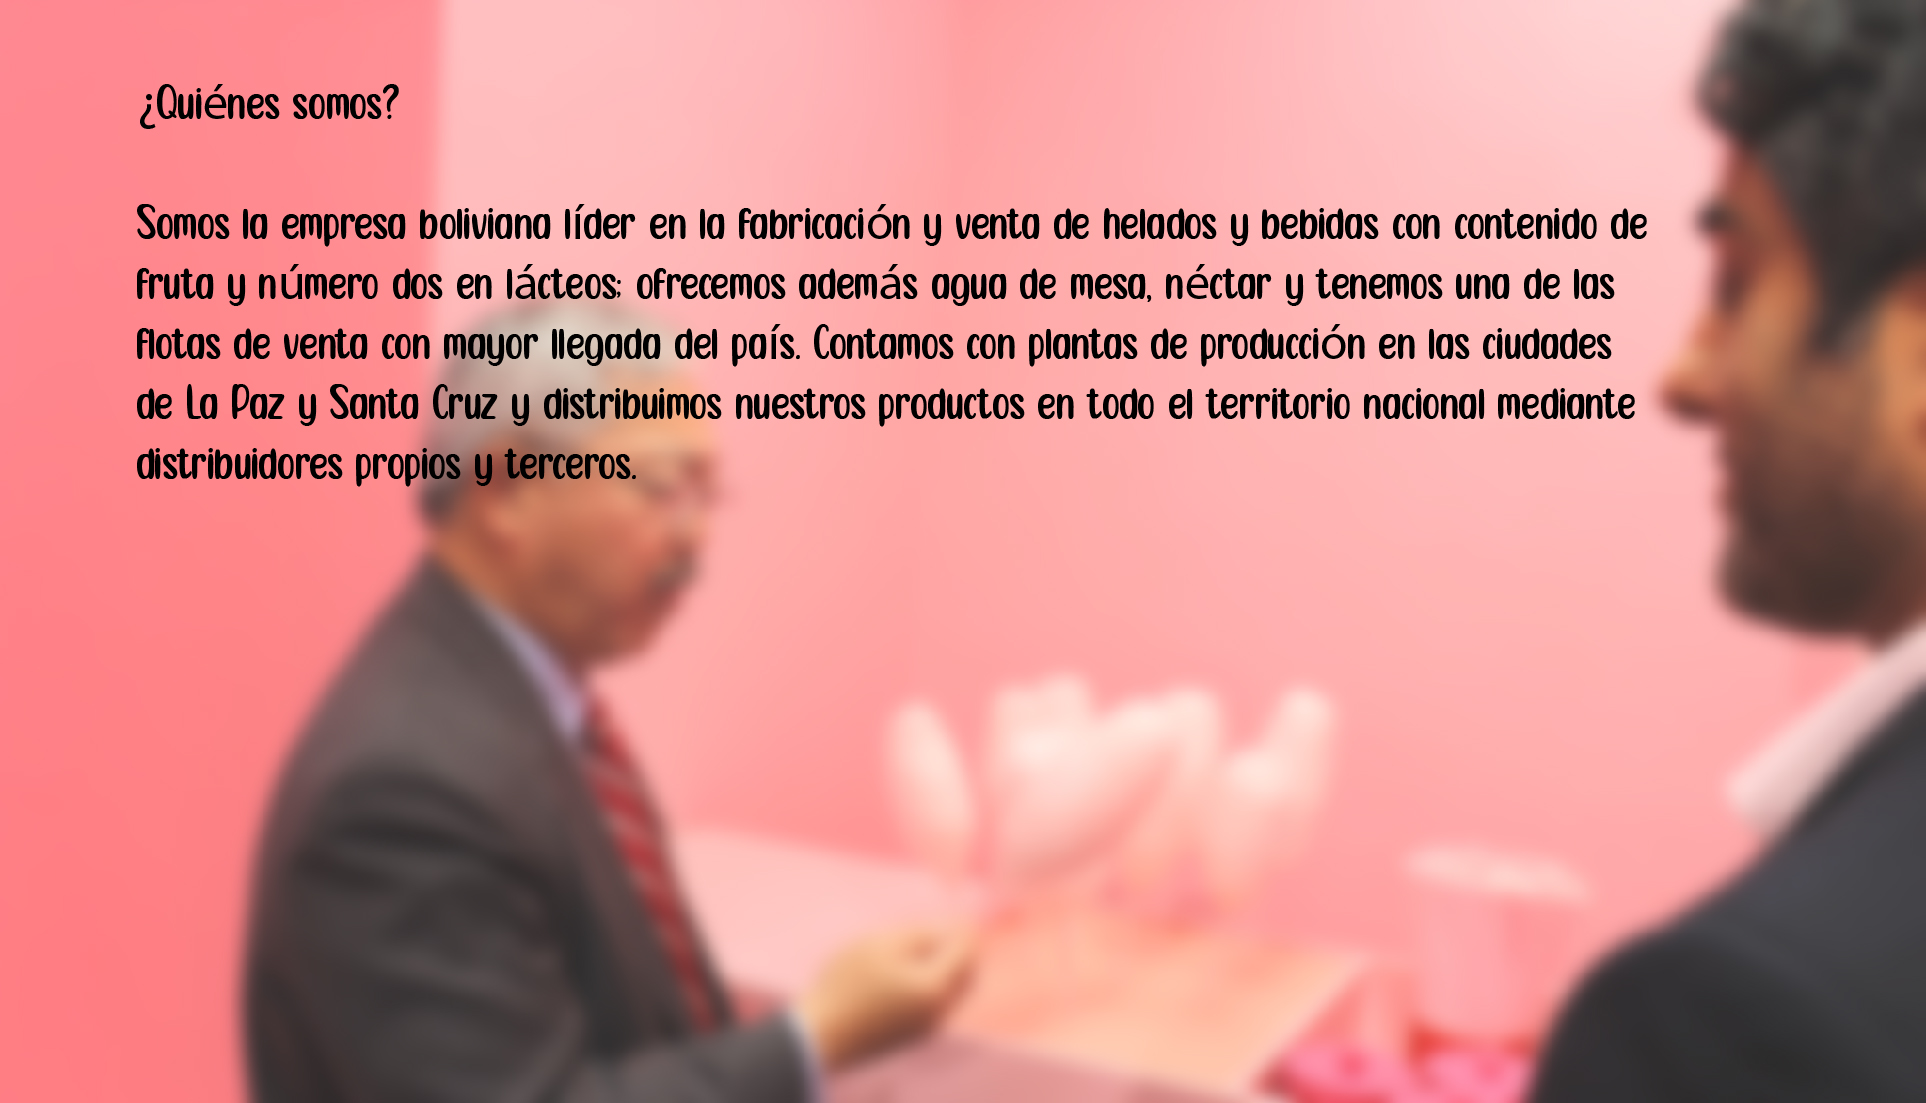 ¿Quiénes somos?
Somos la empresa boliviana líder en la fabricación y venta de helados y bebidas con contenido de
fruta y número dos en lácteos; ofrecemos además agua de mesa, néctar y tenemos una de las
flotas de venta con mayor llegada del país. Contamos con plantas de producción en las ciudades
de La Paz y Santa Cruz y distribuimos nuestros productos en todo el territorio nacional mediante
distribuidores propios y terceros.